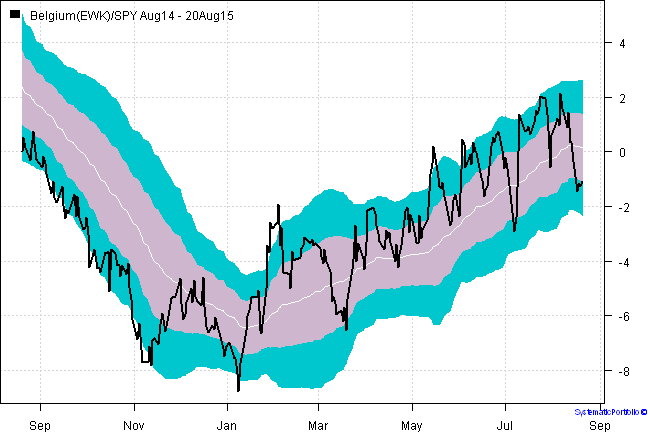 Belgium(EWK)/SPY Aug14 - 20Aug15
4
2
0
-2
-4
-6
-8
SystematicPortfolio ©
Sep
Nov
Jan
Mar
May
Jul
Sep